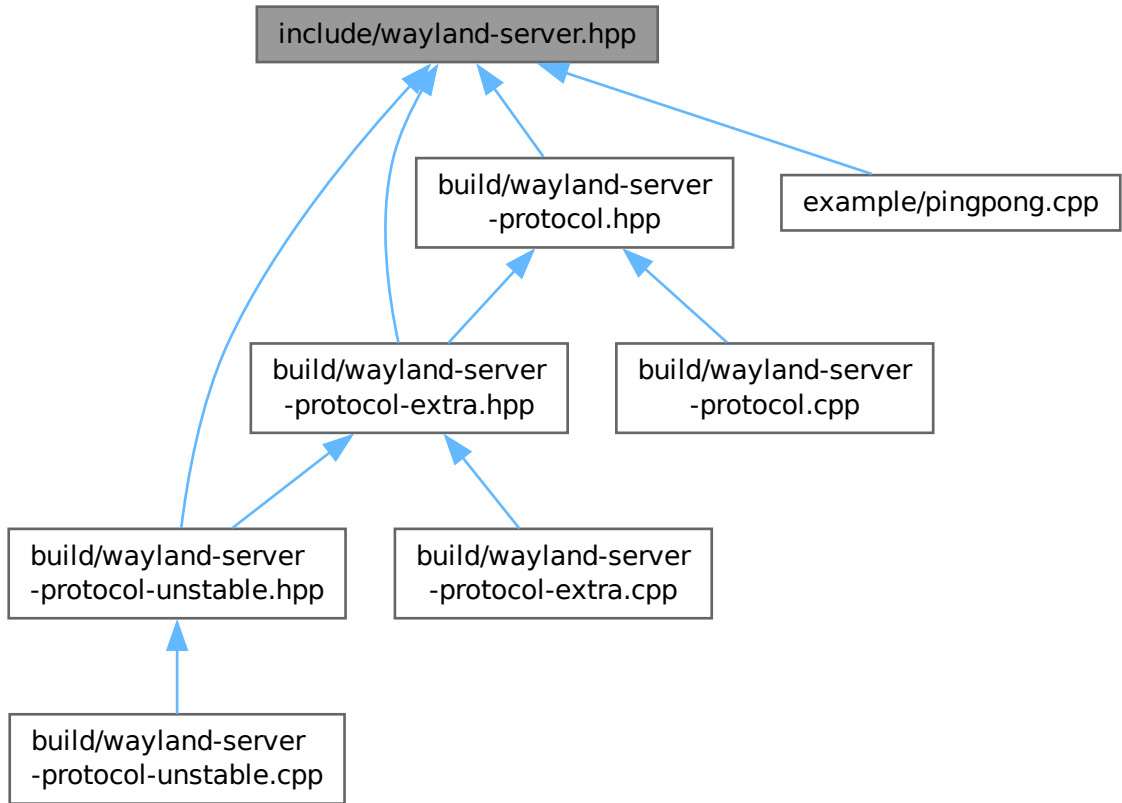 include/wayland-server.hpp
build/wayland-server
-protocol.hpp
example/pingpong.cpp
build/wayland-server
-protocol-extra.hpp
build/wayland-server
-protocol.cpp
build/wayland-server
-protocol-unstable.hpp
build/wayland-server
-protocol-extra.cpp
build/wayland-server
-protocol-unstable.cpp